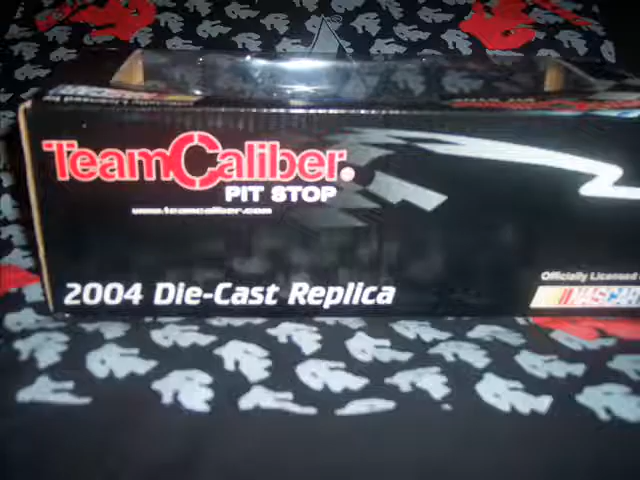 TeamCaliber®
PIT STOP
www.teamcaliber.com
2004 Die-Cast Replica
Officially Licensed
NASCAR